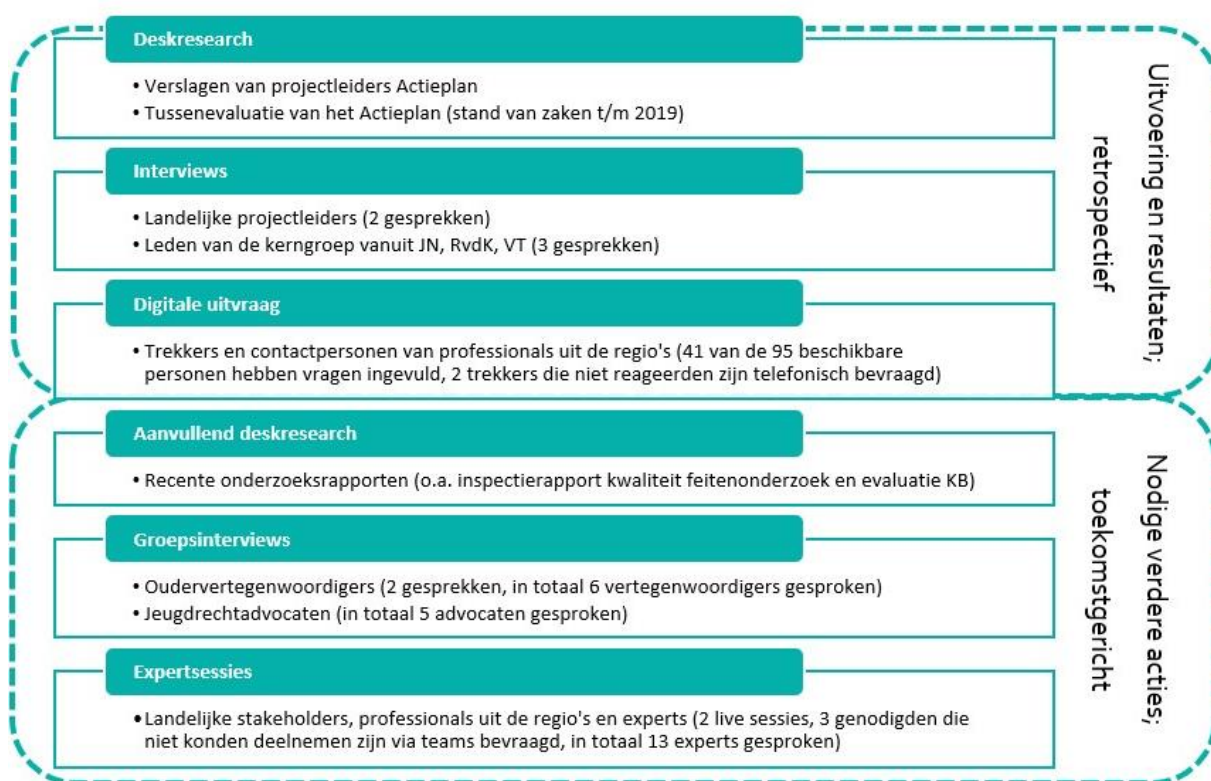 Deskresearch
• Verslagen van projectleiders Actieplan
• Tussenevaluatie van het Actieplan (stand van zaken t/m 2019)
Interviews
• Landelijke projectleiders (2 gesprekken)
• Leden van de kerngroep vanuit JN, RvdK, VT (3 gesprekken)
Digitale uitvraag
• Trekkers en contactpersonen van professionals uit de regio's (41 van de 95 beschikbare
personen hebben vragen ingevuld, 2 trekkers die niet reageerden zijn telefonisch bevraagd)
Uitvoering en resultaten;
retrospectief
Aanvullend deskresearch
• Recente onderzoeksrapporten (o.a. inspectierapport kwaliteit feitenonderzoek en evaluatie KB)
Groepsinterviews
• Oudervertegenwoordigers (2 gesprekken, in totaal 6 vertegenwoordigers gesproken)
• Jeugdrechtadvocaten (in totaal 5 advocaten gesproken)
Expertsessies
• Landelijke stakeholders, professionals uit de regio's en experts (2 live sessies, 3 genodigden die
niet konden deelnemen zijn via teams bevraagd, in totaal 13 experts gesproken)
Nodige verdere acties;
toekomstgericht